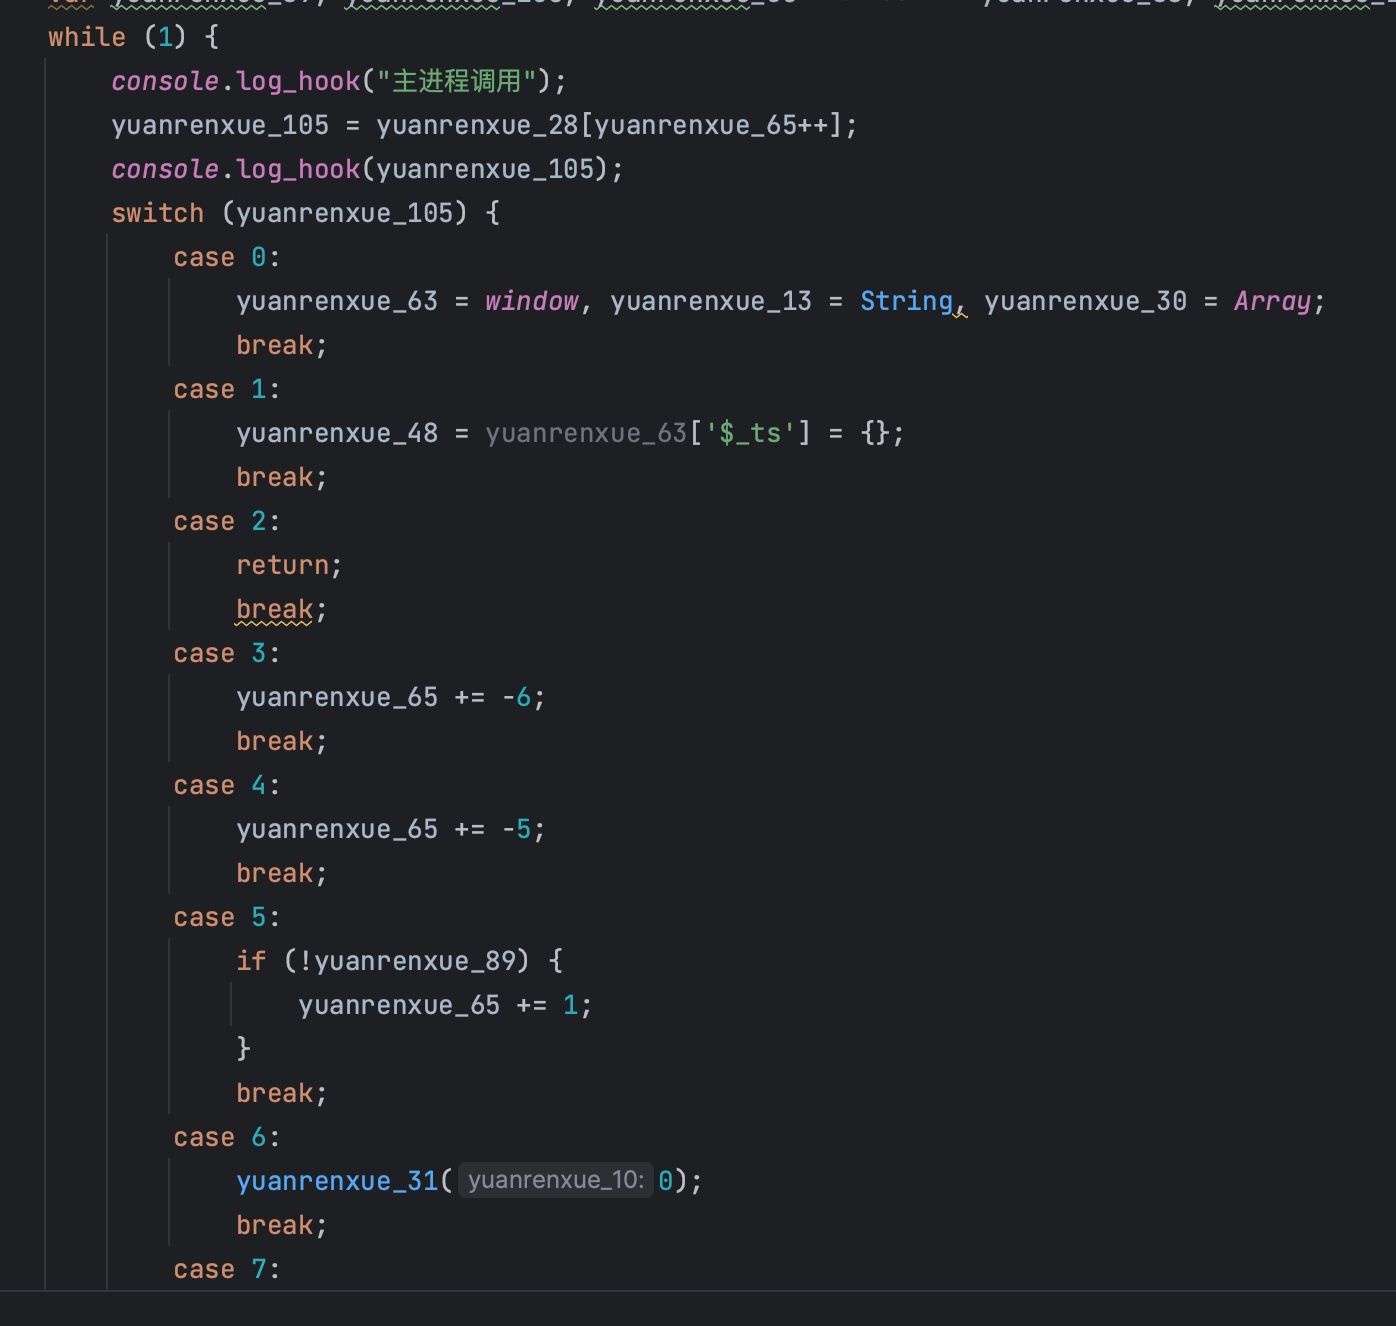 while (1) {
console.log_hook("主进程调用");
yuanrenxue_105 = yuanrenxue_28[yuanrenxue_65++];
console.log_hook(yuanrenxue_105);
switch (yuanrenxue_105) {
case 0:
yuanrenxue_63 = window, yuanrenxue_13 = String, yuanrenxue_30 = Array;
break;
case 1:
yuanrenxue_48 = yuanrenxue_63['$_ts'] = {};
break;
case 2:
return;
break;
case 3:
yuanrenxue_65 += -6;
break;
case 4:
yuanrenxue_65 += -5;
break;
case 5:
if (!yuanrenxue_89) {
yuanrenxue_65 += 1;
}
break;
case 6:
yuanrenxue_31( yuanrenxue_10: 0);
break;
case 7: